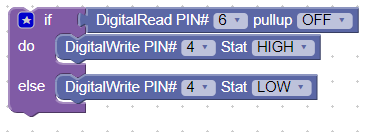 if DigitalRead PIN# 6 pullup OFF
do DigitalWrite PIN# 4 Stat HIGH
else DigitalWrite PIN# 4 Stat LOW